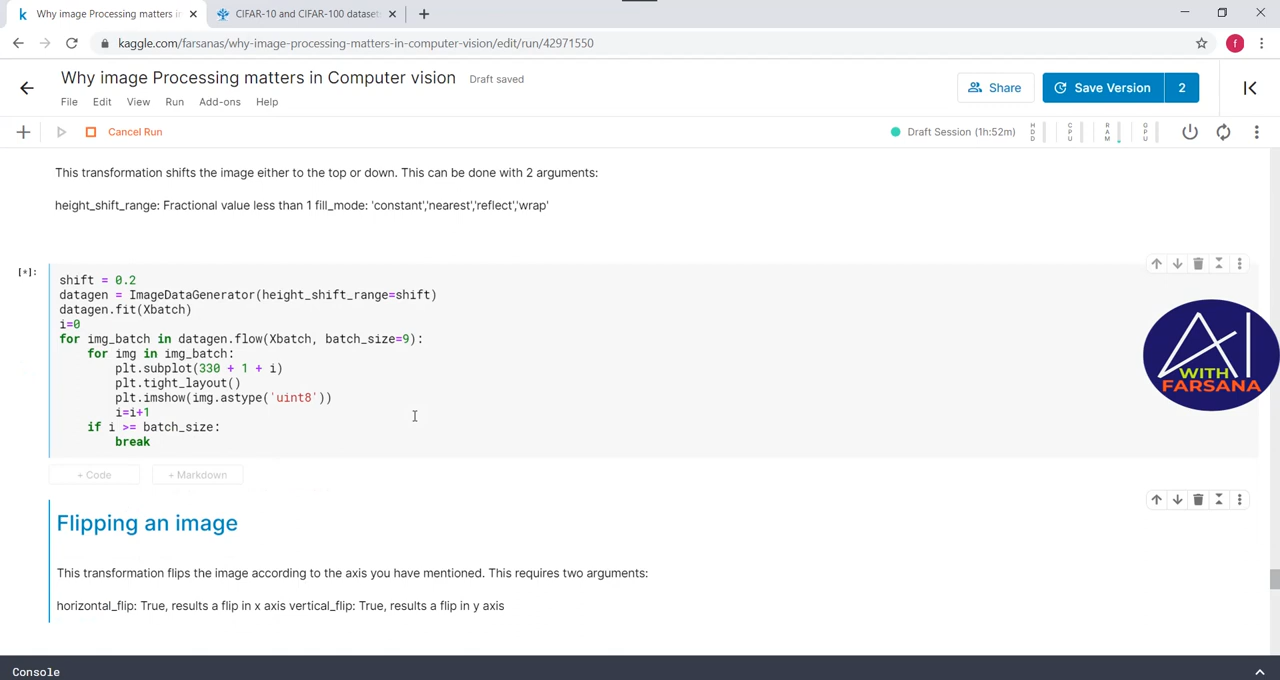 Why image Processing matters in
CIFAR-10 and CIFAR-100 dataset
kaggle.com/farsanas/why-image-processing-matters-in-computer-vision/edit/run/42971550
f
Why image Processing matters in Computer vision
Draft saved
Share
Save Version
2
File
Edit
View
Run
Add-ons
Help
Cancel Run
Draft Session (1h:52m)
HDD
CPU
RAM
GPU
This transformation shifts the image either to the top or down. This can be done with 2 arguments:
height_shift_range: Fractional value less than 1 fill_mode: 'constant','nearest','reflect','wrap'
[*]:
shift = 0.2
datagen = ImageDataGenerator(height_shift_range=shift)
datagen.fit(Xbatch)
i=0
for img_batch in datagen.flow(Xbatch, batch_size=9):
for img in img_batch:
plt.subplot(330 + 1 + i)
plt.tight_layout()
plt.imshow(img.astype('uint8'))
i=i+1
if i >= batch_size:
break
AI
WITH
FARSANA
+ Code
+ Markdown
Flipping an image
This transformation flips the image according to the axis you have mentioned. This requires two arguments:
horizontal_flip: True, results a flip in x axis vertical_flip: True, results a flip in y axis
Console